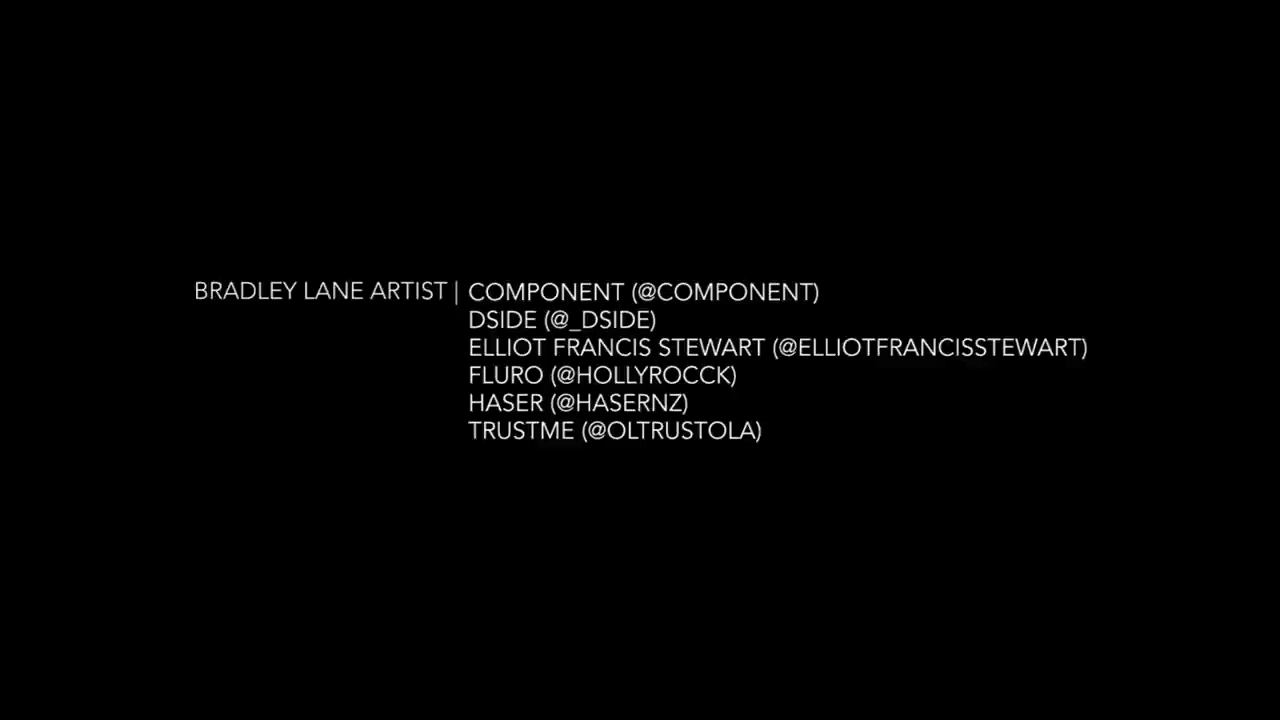 BRADLEY LANE ARTIST | COMPONENT (@COMPONENT)
DSIDE (@_DSIDE)
ELLIOT FRANCIS STEWART (@ELLIOTFRANCISSTEWART)
FLURO (@HOLLYROCCK)
HASER (@HASERNZ)
TRUSTME (@OLTRUSTOLA)